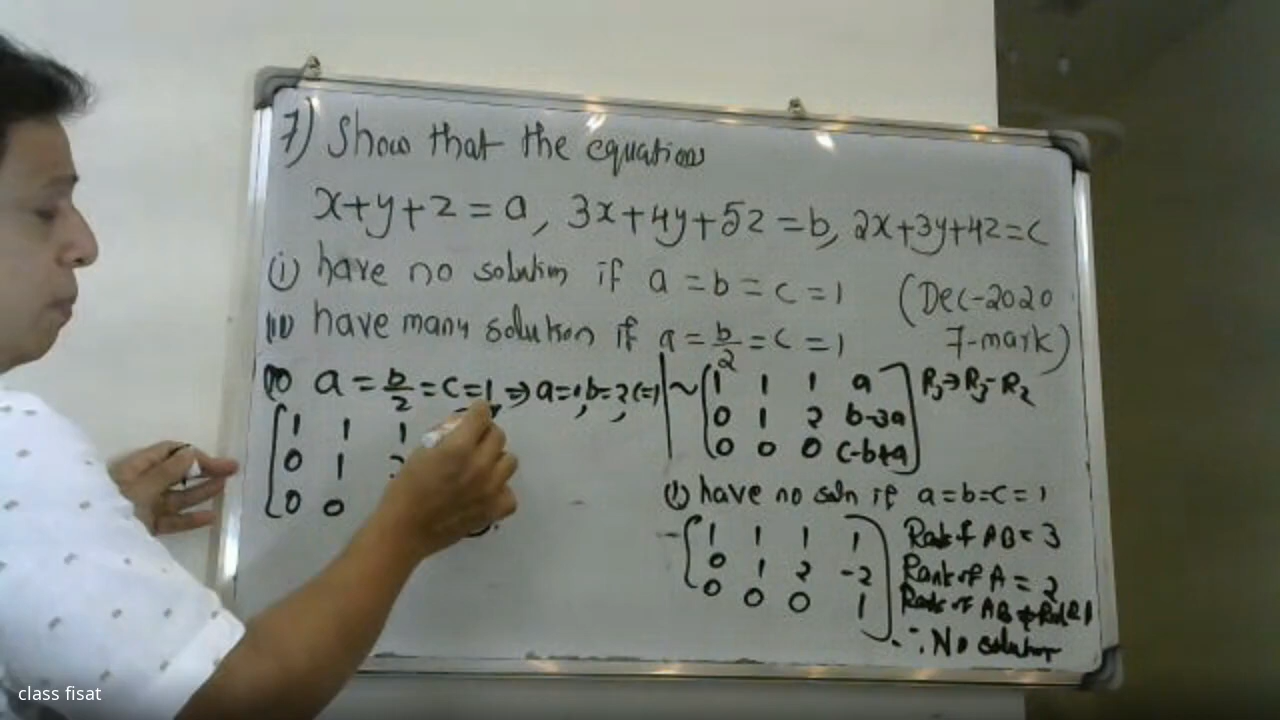 7) Show that the equations
x+y+z = a, 3x+4y+5z = b, 2x+3y+4z = c
(i) have no solution if a = b = c = 1
(Dec-2020
(ii) have many solution if a = b/2 = c = 1
7-mark)
a = b/2 = c = 1 ⇒ a=1, b=2, c=1
1 1 1
0 1 2
0 0
~ [1 1 1 a
0 1 2 b-3a
0 0 0 c-b+a]
R3→R3-R2
(i) have no soln if a=b=c=1
[1 1 1 1
0 1 2 -2
0 0 0 1]
Rank of AB = 3
Rank of A = 2
Rank of AB ≠
∴ No solution
class fisat